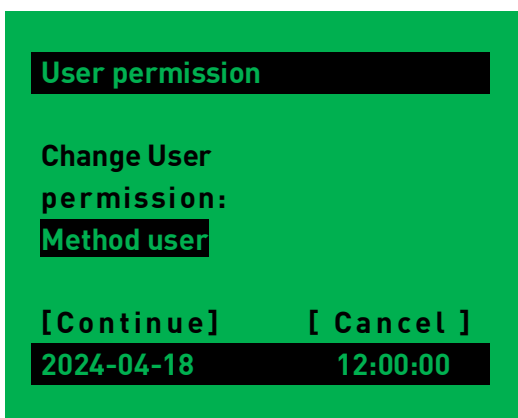 User permission
Change User
permission:
Method user
[Continue] [ Cancel ]
2024-04-18 12:00:00